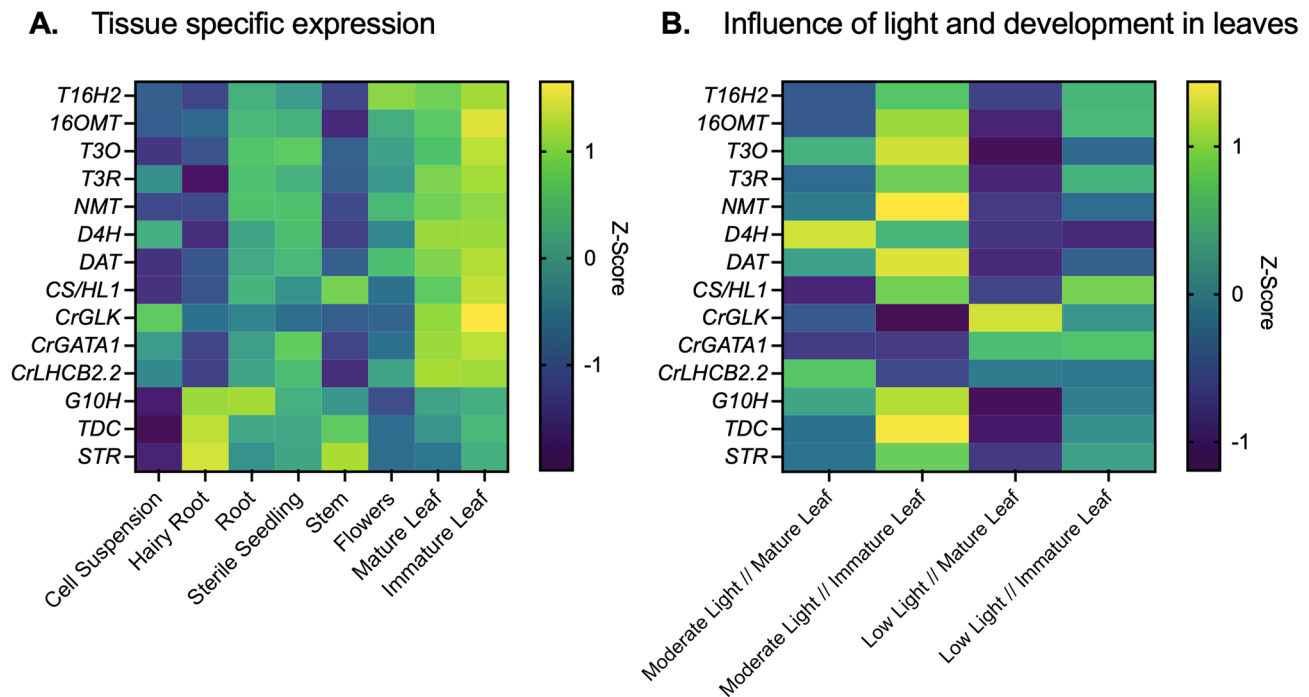 A. Tissue specific expression
T16H2
16OMT
T3O
T3R
NMT
D4H
DAT
CS/HL1
CrGLK
CrGATA1
CrLHCB2.2
G10H
TDC
STR
Cell Suspension
Hairy Root
Root
Sterile Seedling
Stem
Flowers
Mature Leaf
Immature Leaf
1
0
-1
Z-Score
B. Influence of light and development in leaves
T16H2
16OMT
T3O
T3R
NMT
D4H
DAT
CS/HL1
CrGLK
CrGATA1
CrLHCB2.2
G10H
TDC
STR
Moderate Light // Mature Leaf
Moderate Light // Immature Leaf
Low Light // Mature Leaf
Low Light // Immature Leaf
1
0
-1
Z-Score